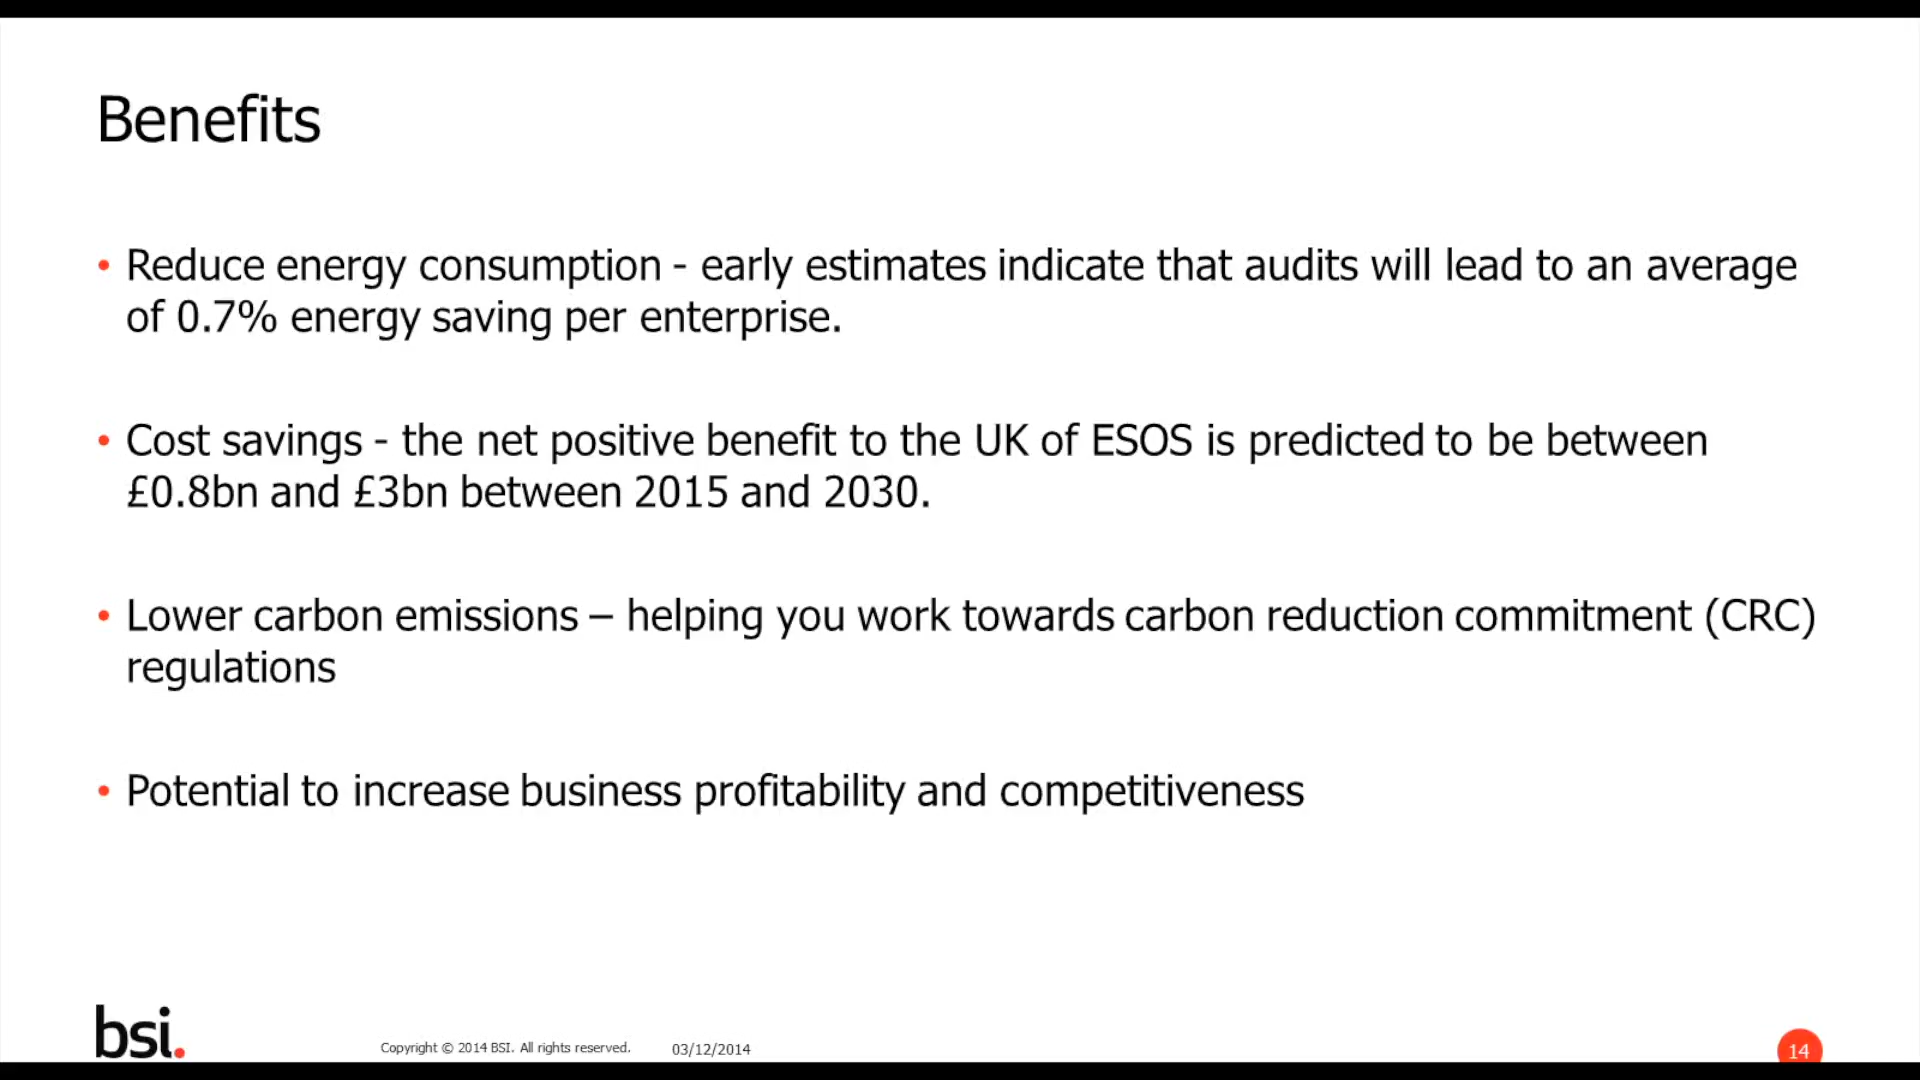 Benefits
• Reduce energy consumption - early estimates indicate that audits will lead to an average
of 0.7% energy saving per enterprise.
• Cost savings - the net positive benefit to the UK of ESOS is predicted to be between
£0.8bn and £3bn between 2015 and 2030.
• Lower carbon emissions – helping you work towards carbon reduction commitment (CRC)
regulations
• Potential to increase business profitability and competitiveness
bsi.
Copyright © 2014 BSI. All rights reserved.
03/12/2014
14